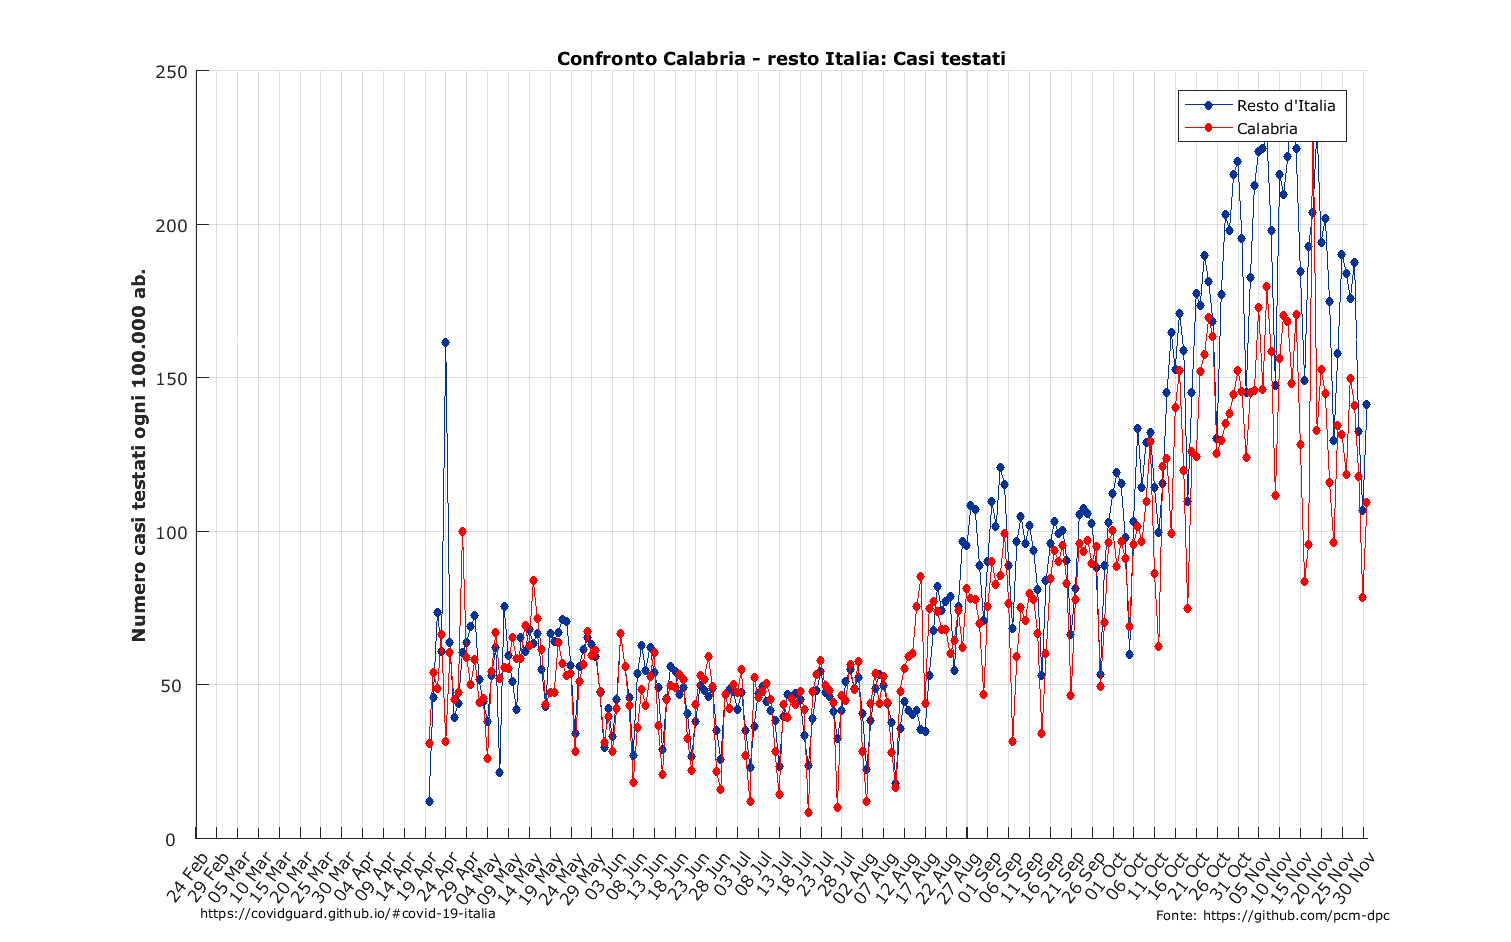 Confronto Calabria - resto Italia: Casi testati
250
200
150
100
50
0
Numero casi testati ogni 100.000 ab.
Resto d'Italia
Calabria
24 Feb
29 Feb
05 Mar
10 Mar
15 Mar
20 Mar
25 Mar
30 Mar
04 Apr
09 Apr
14 Apr
19 Apr
24 Apr
29 Apr
04 May
09 May
14 May
19 May
24 May
29 May
03 Jun
08 Jun
13 Jun
18 Jun
23 Jun
28 Jun
03 Jul
08 Jul
13 Jul
18 Jul
23 Jul
28 Jul
02 Aug
07 Aug
12 Aug
17 Aug
22 Aug
27 Aug
01 Sep
06 Sep
11 Sep
16 Sep
21 Sep
26 Sep
01 Oct
06 Oct
11 Oct
16 Oct
21 Oct
26 Oct
31 Oct
05 Nov
10 Nov
15 Nov
20 Nov
25 Nov
30 Nov
https://covidguard.github.io/#covid-19-italia
Fonte: https://github.com/pcm-dpc